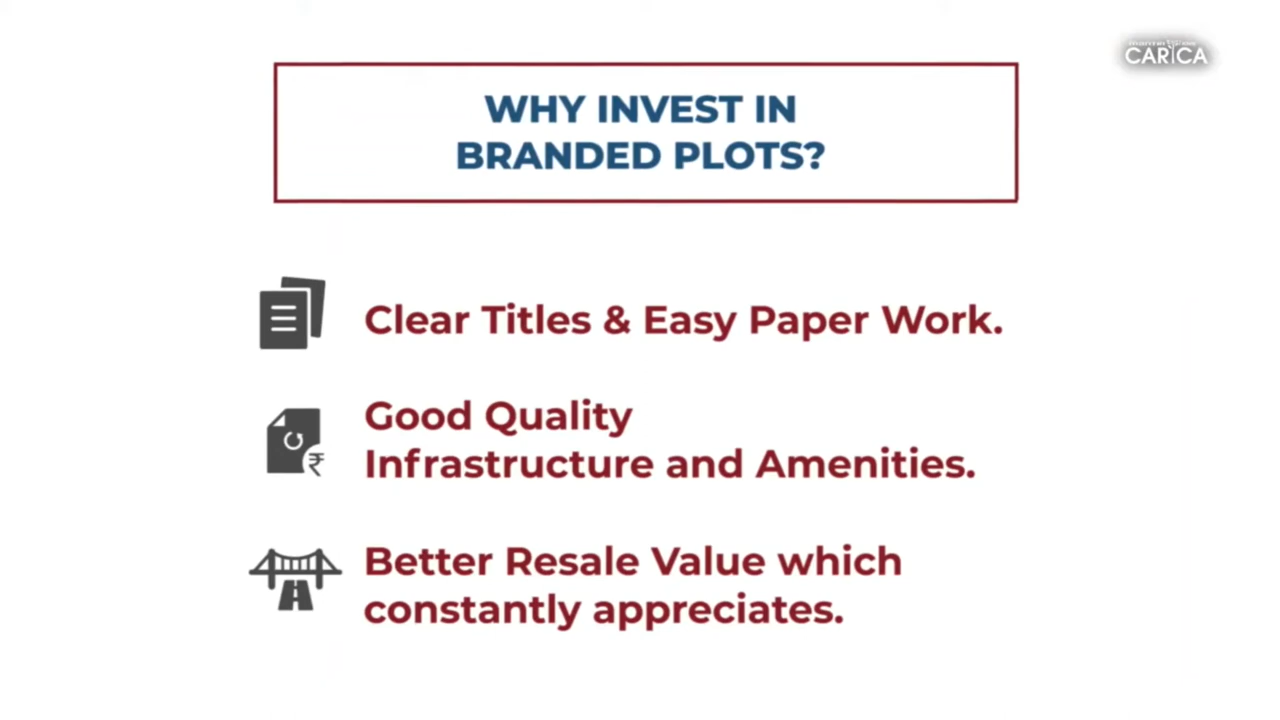 CARICA
WHY INVEST IN
BRANDED PLOTS?
Clear Titles & Easy Paper Work.
Good Quality
Infrastructure and Amenities.
₹
Better Resale Value which
constantly appreciates.